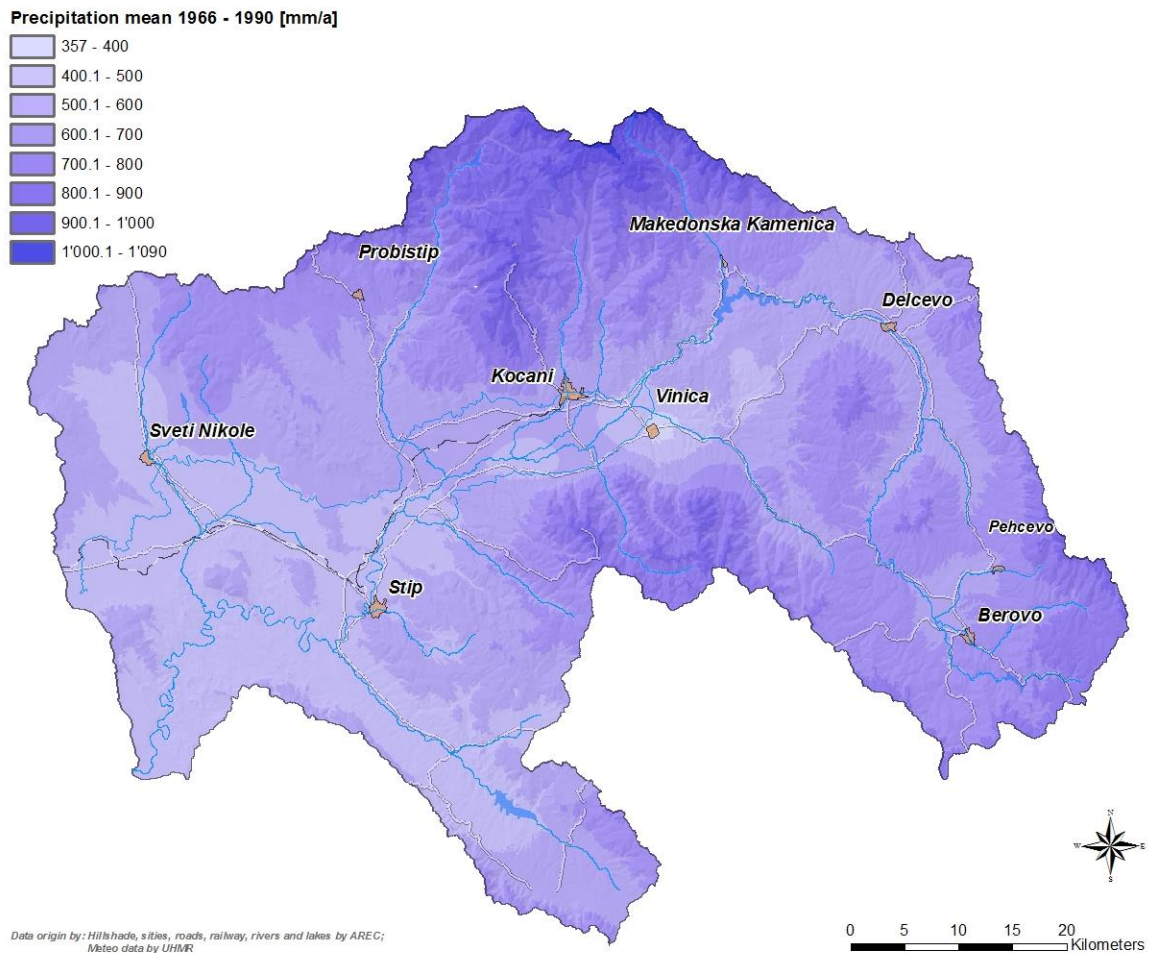 Precipitation mean 1966 - 1990 [mm/a]
357 - 400
400.1 - 500
500.1 - 600
600.1 - 700
700.1 - 800
800.1 - 900
900.1 - 1'000
1'000.1 - 1'090
Makedonska Kamenica
Probistip
Delcevo
Kocani
Vinica
Sveti Nikole
Pehcevo
Stip
Berovo
N
W E
S
Data origin by: Hillshade, sities, roads, railway, rivers and lakes by AREC;
Meteo data by UHMR
0 5 10 15 20
Kilometers